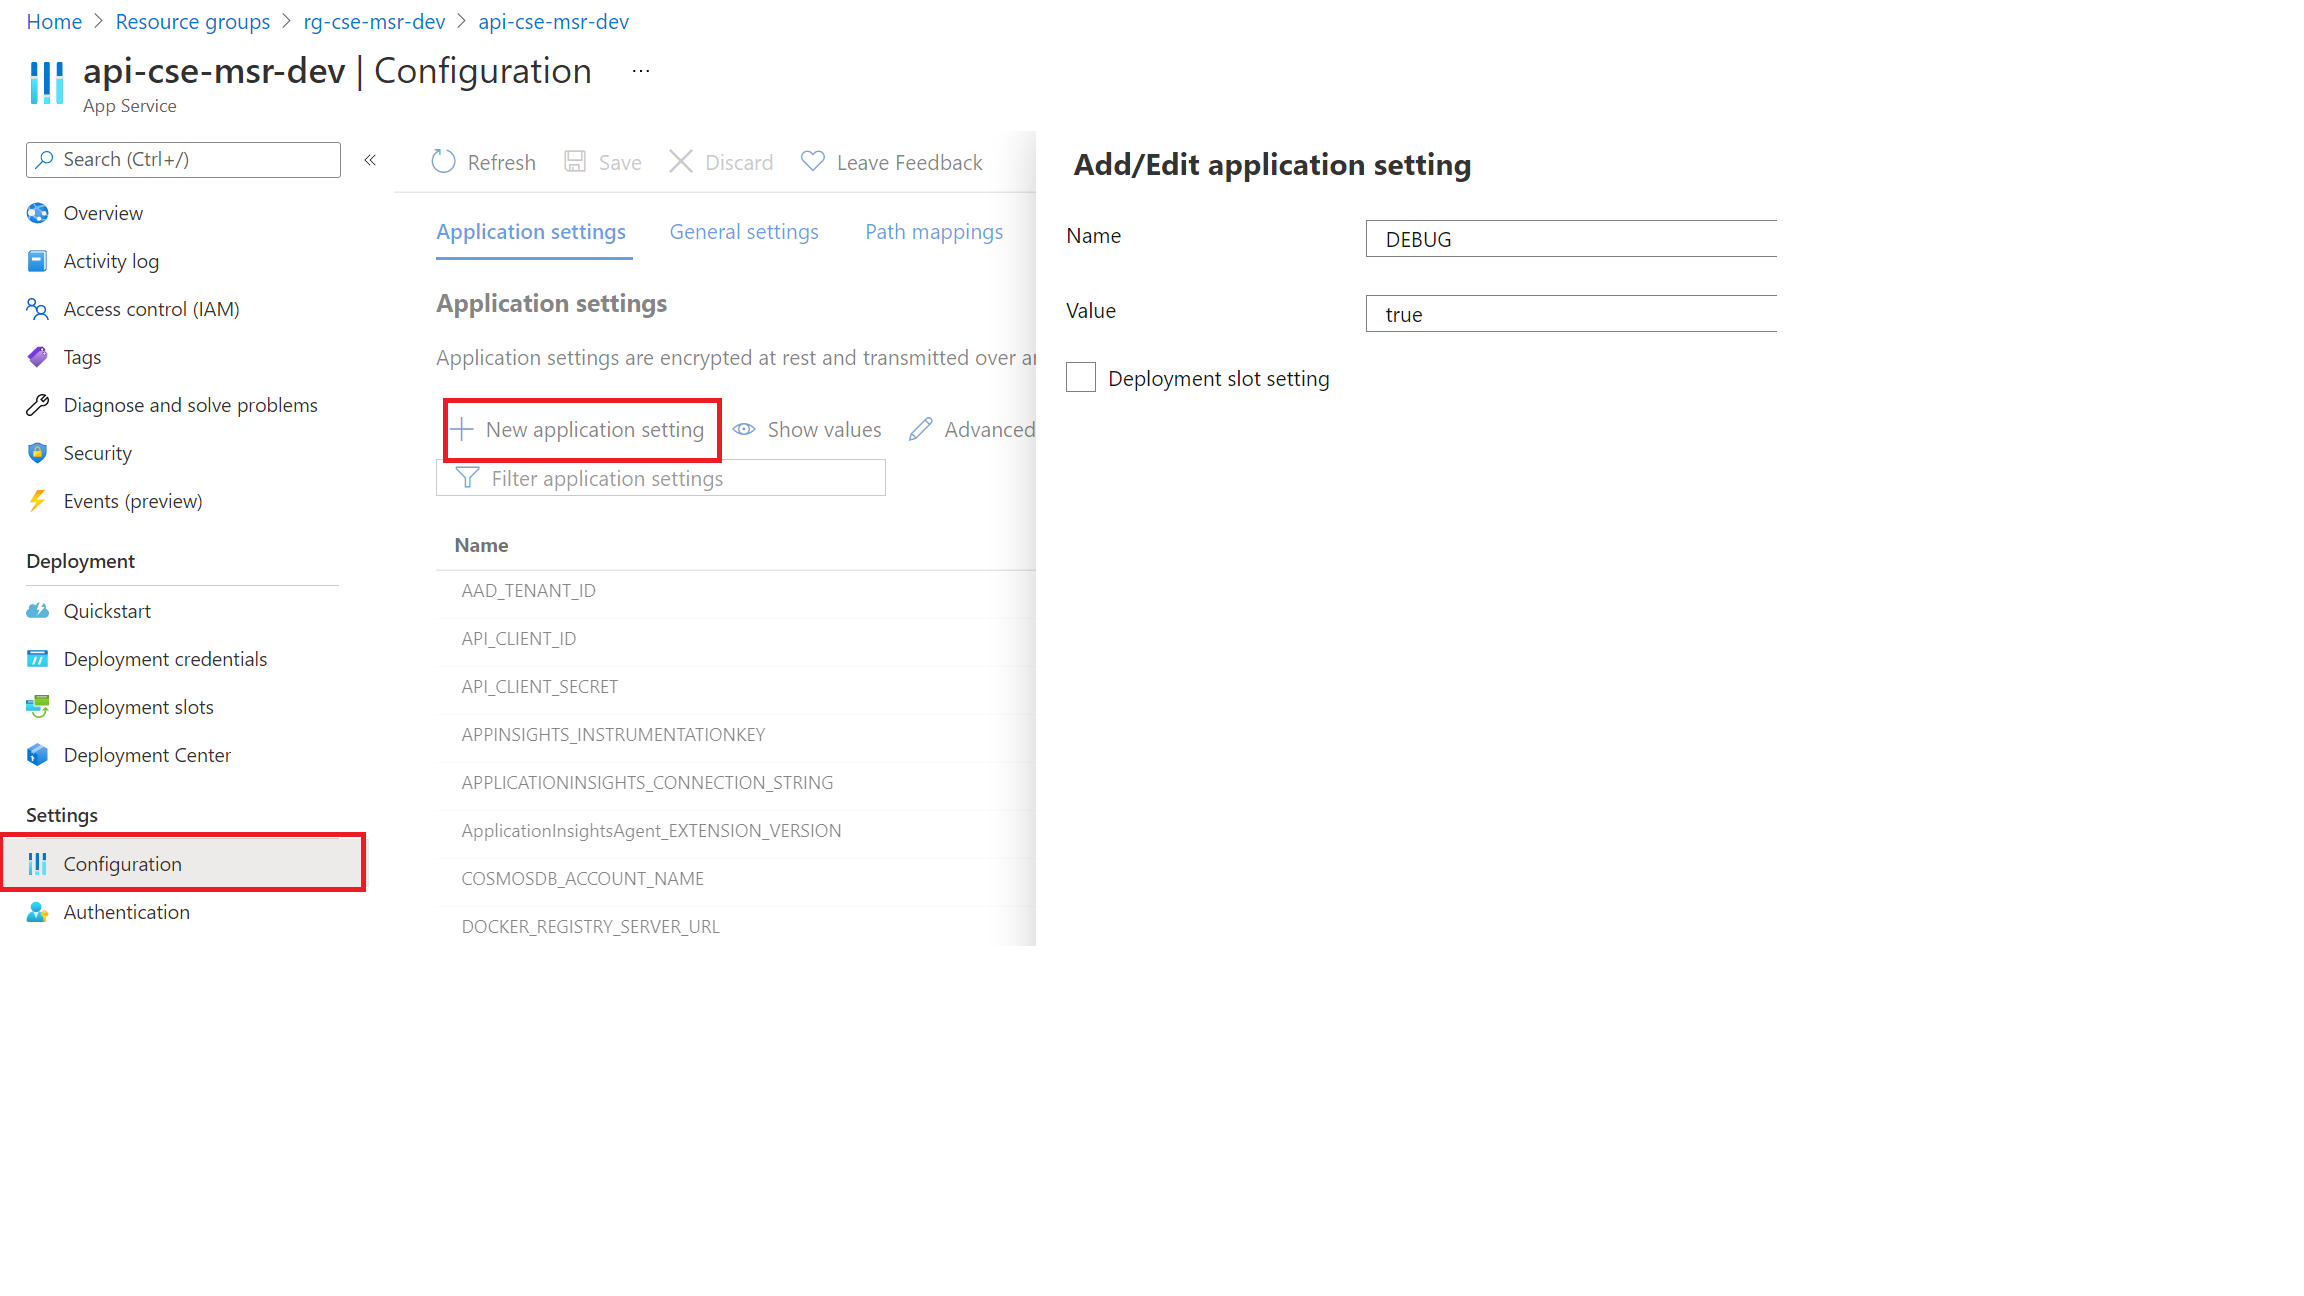 Home > Resource groups > rg-cse-msr-dev > api-cse-msr-dev
api-cse-msr-dev | Configuration ...
App Service
Search (Ctrl+/)
«
Overview
Activity log
Access control (IAM)
Tags
Diagnose and solve problems
Security
Events (preview)
Deployment
Quickstart
Deployment credentials
Deployment slots
Deployment Center
Settings
Configuration
Authentication
Refresh Save Discard Leave Feedback
Application settings General settings Path mappings
Application settings
Application settings are encrypted at rest and transmitted over
New application setting Show values Advanced
Filter application settings
Name
AAD_TENANT_ID
API_CLIENT_ID
API_CLIENT_SECRET
APPINSIGHTS_INSTRUMENTATIONKEY
APPLICATIONINSIGHTS_CONNECTION_STRING
ApplicationInsightsAgent_EXTENSION_VERSION
COSMOSDB_ACCOUNT_NAME
DOCKER_REGISTRY_SERVER_URL
Add/Edit application setting
Name DEBUG
Value true
Deployment slot setting